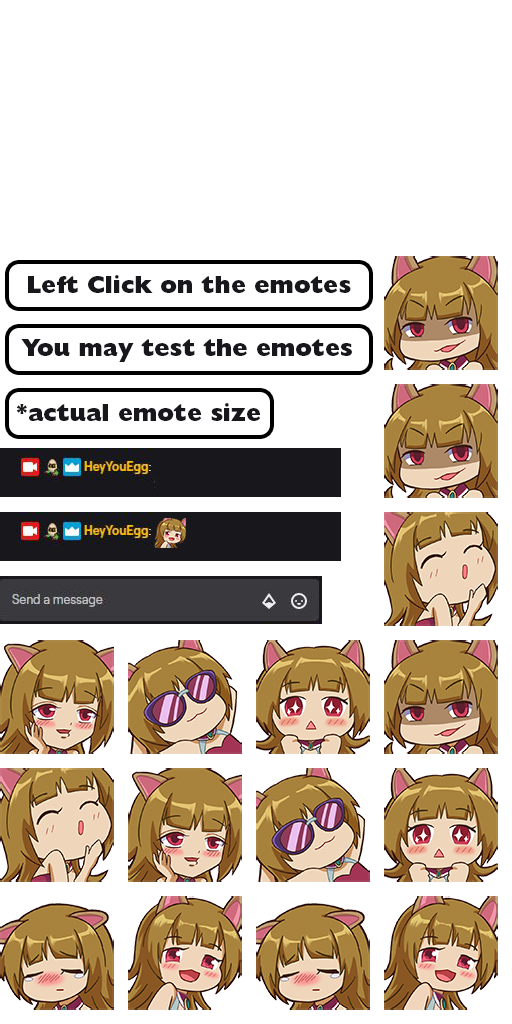 Left Click on the emotes
You may test the emotes
*actual emote size
HeyYouEgg:
HeyYouEgg:
Send a message